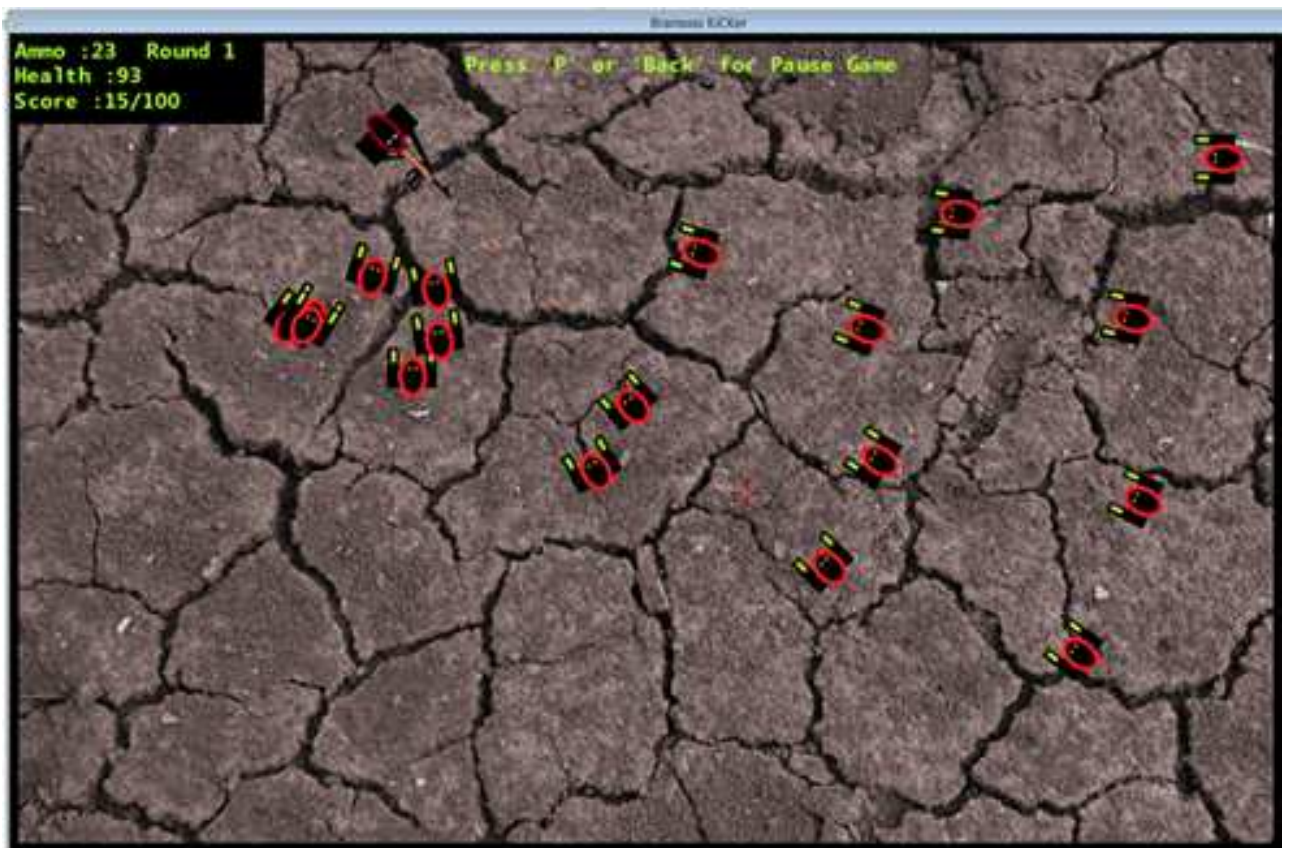 Ammo :23 Round 1
Health :93
Score :15/100
Press 'P' or 'Back' for Pause Game